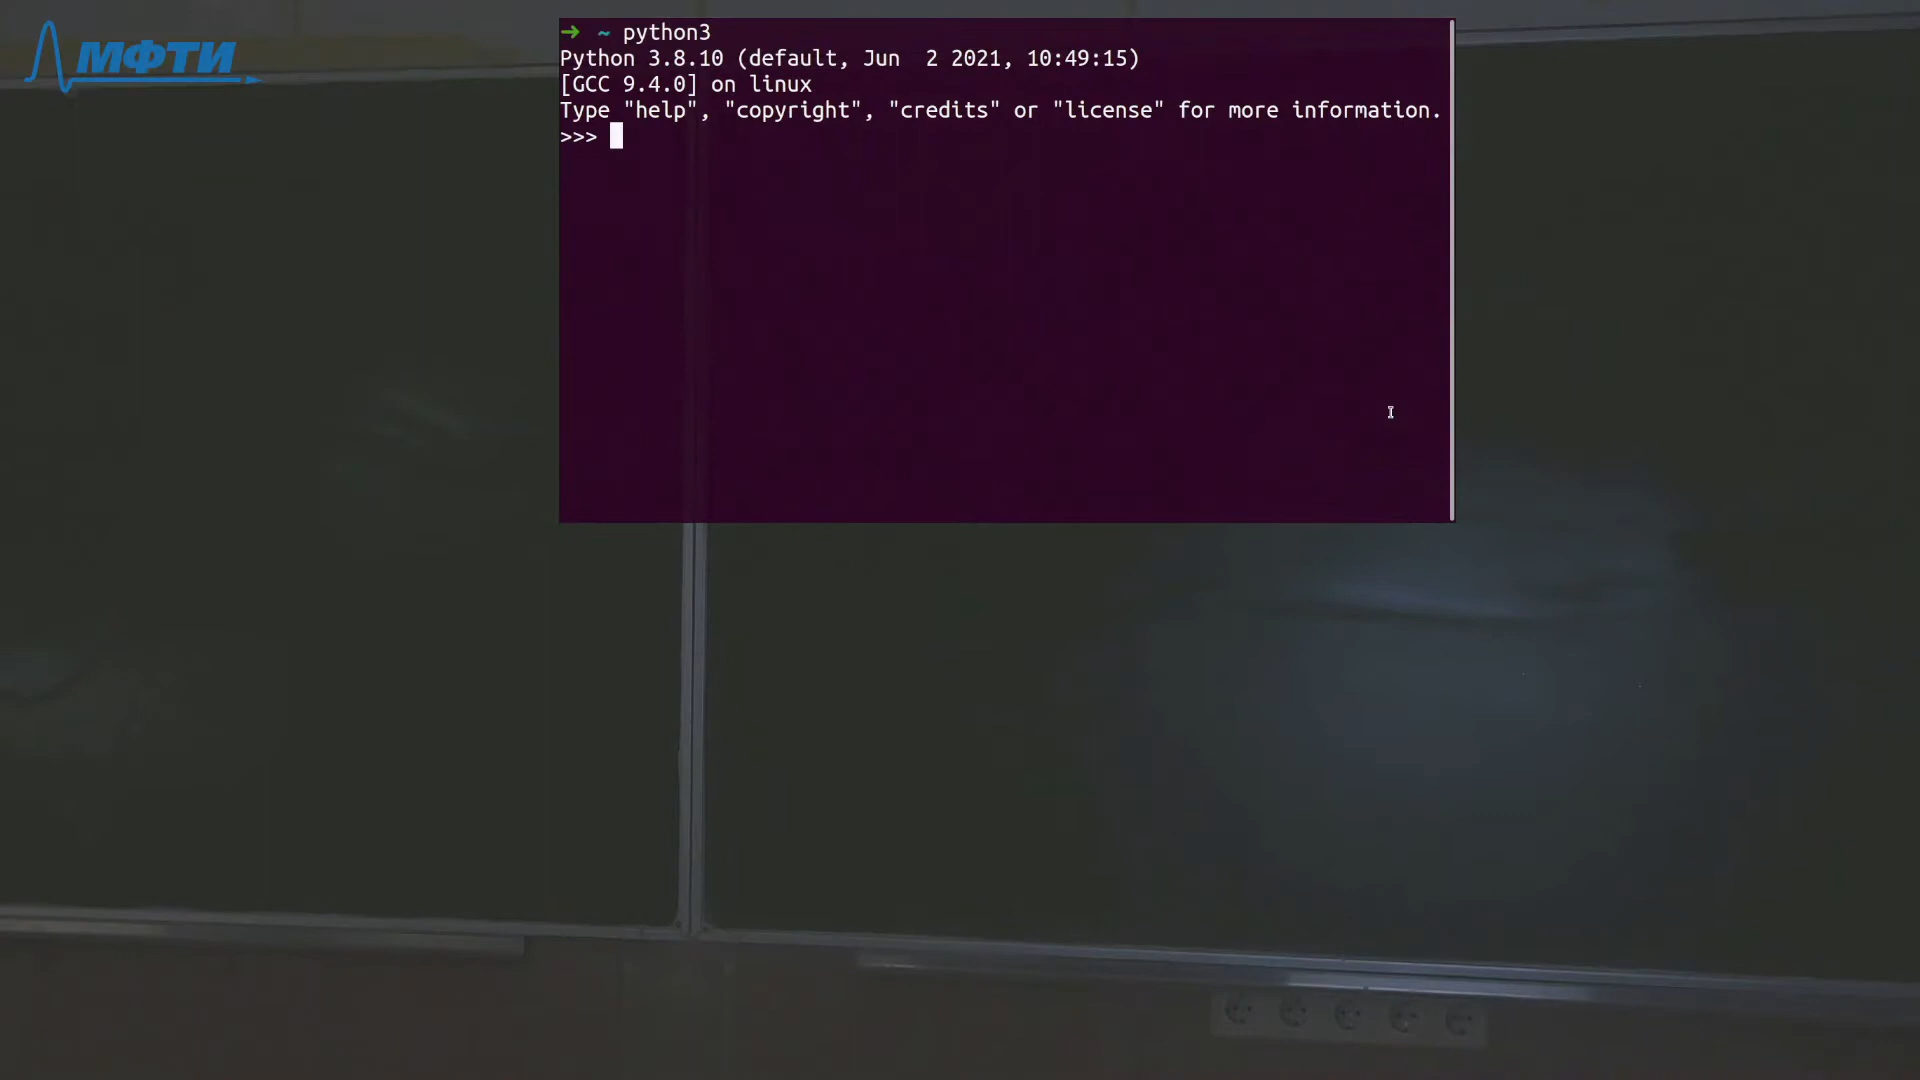 МФТИ
➜ ~ python3
Python 3.8.10 (default, Jun  2 2021, 10:49:15)
[GCC 9.4.0] on linux
Type "help", "copyright", "credits" or "license" for more information.
>>>